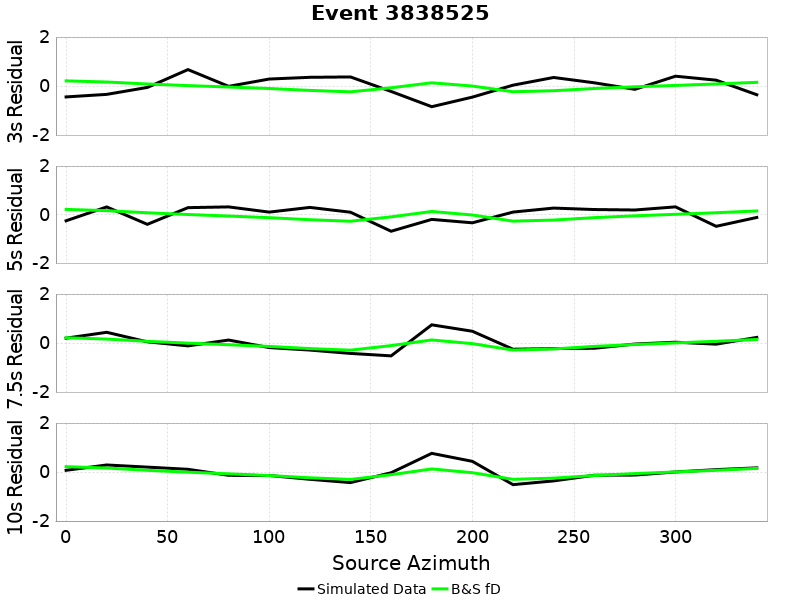 Event 3838525
3s Residual
2
0
-2
5s Residual
2
0
-2
7.5s Residual
2
0
-2
10s Residual
2
0
-2
0 50 100 150 200 250 300
Source Azimuth
Simulated Data B&S fD